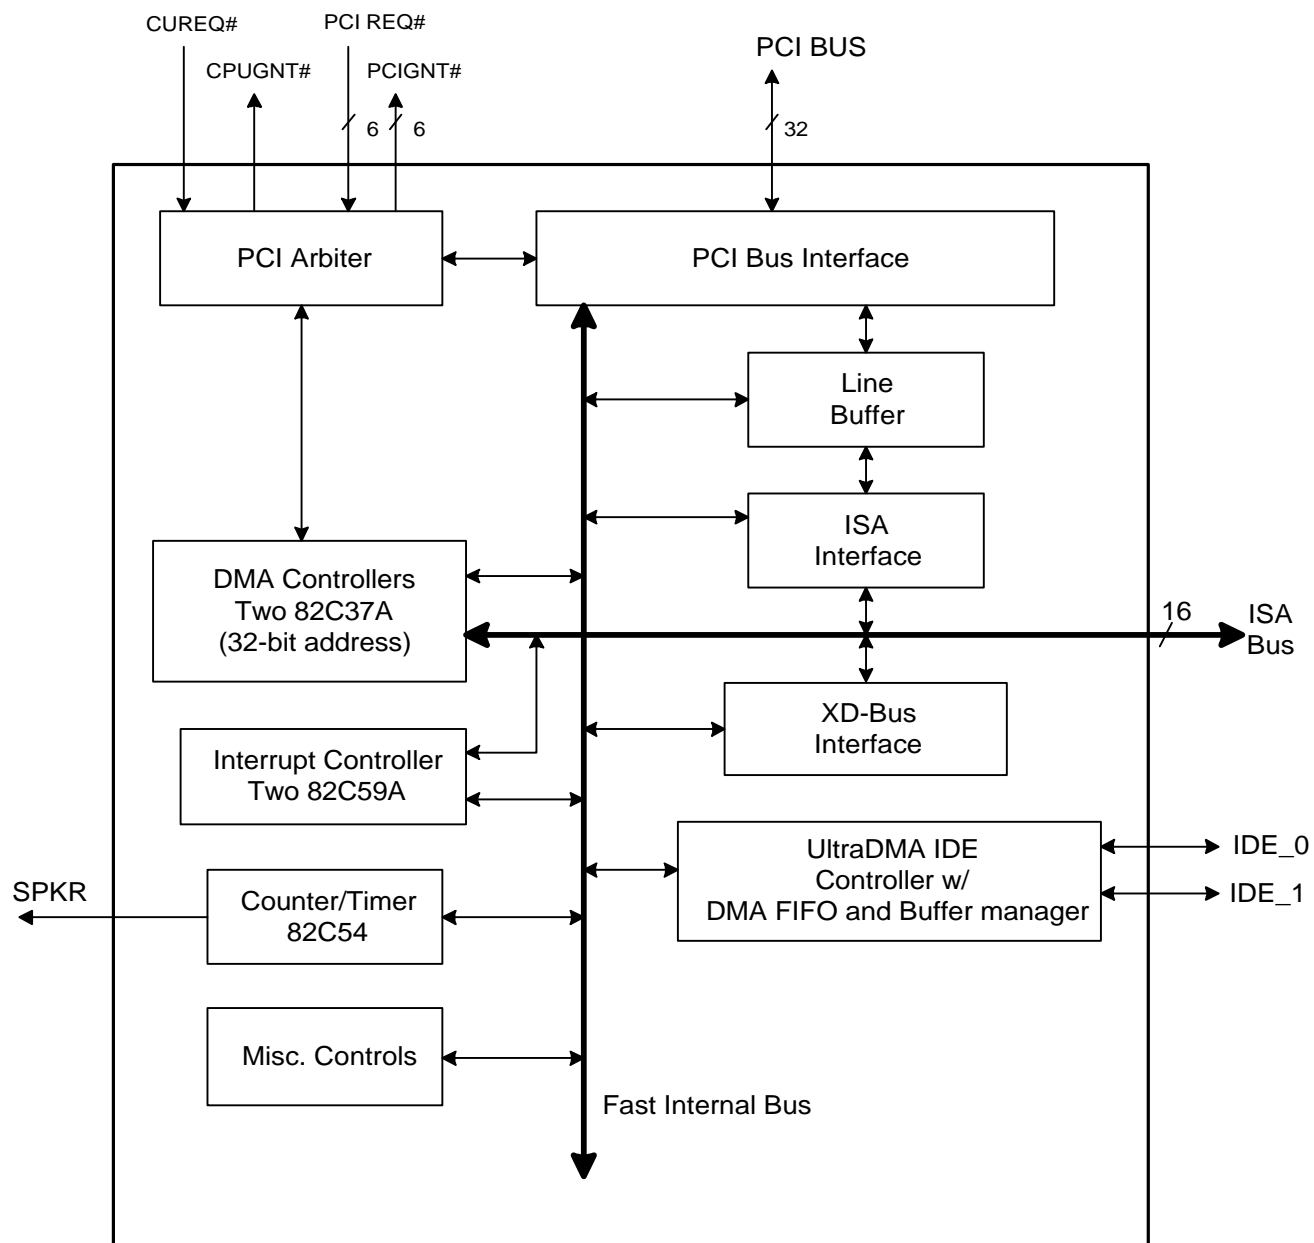 CUREQ#
PCI REQ#
CPUGNT#
PCIGNT#
PCI BUS
6
6
32
PCI Arbiter
PCI Bus Interface
Line
Buffer
ISA
Interface
DMA Controllers
Two 82C37A
(32-bit address)
16
ISA
Bus
XD-Bus
Interface
Interrupt Controller
Two 82C59A
UltraDMA IDE
Controller w/
DMA FIFO and Buffer manager
IDE_0
IDE_1
SPKR
Counter/Timer
82C54
Misc. Controls
Fast Internal Bus